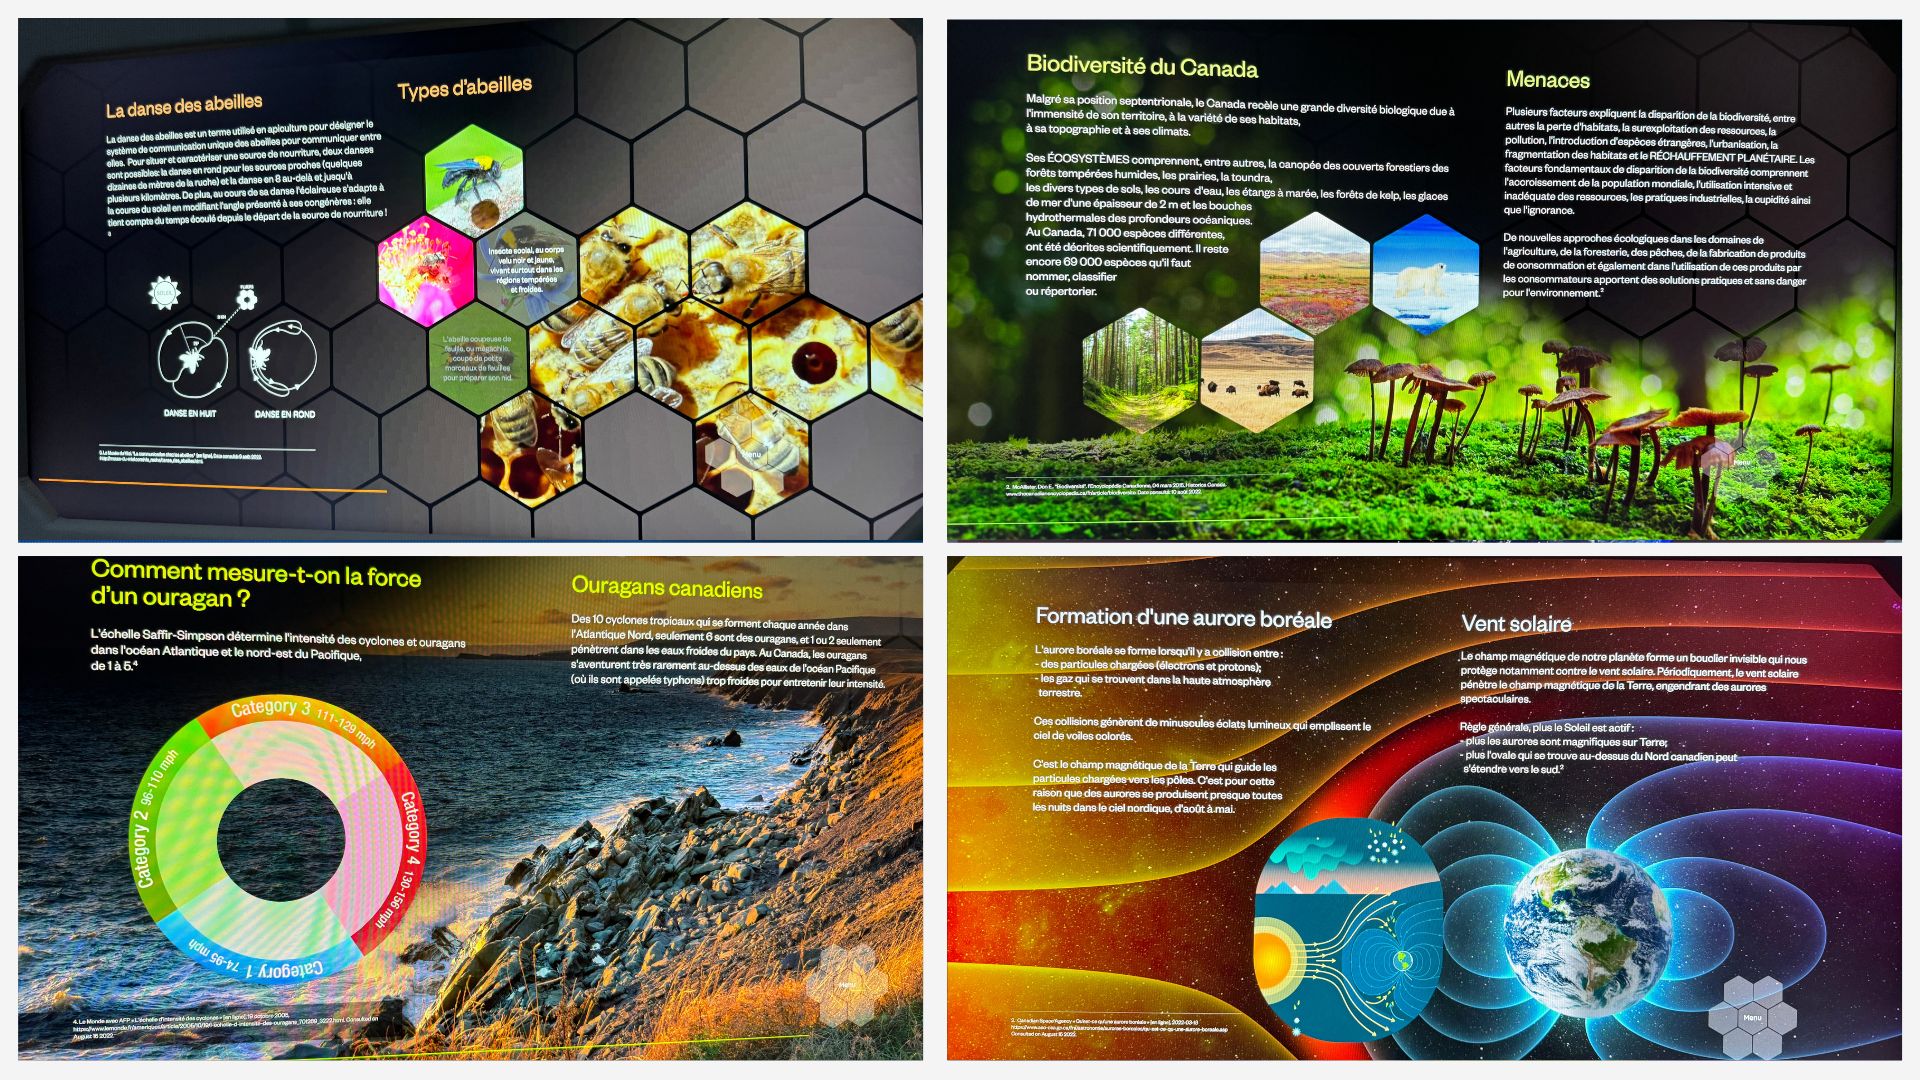 La danse des abeilles
La danse des abeilles est un terme utilisé en apiculture pour désigner le
système de communication unique des abeilles pour communiquer entre
elles. Pour situer et caractériser une source de nourriture, deux danses
sont possibles: la danse en rond pour les sources proches (quelques
dizaines de mètres de la ruche) et la danse en 8 au-delà et jusqu'à
plusieurs kilomètres. De plus, au cours de sa danse l'éclaireuse s'adapte à
la course du soleil en modifiant l'angle présenté à ses congénères : elle
tient compte du temps écoulé depuis le départ de la source de nourriture !
DANSE EN HUIT
DANSE EN ROND
Types d'abeilles
Insecte social, au corps
velu noir et jaune,
vivant surtout dans les
régions tempérées
et froides.
L'abeille coupeuse de
feuille, ou mégachile,
coupe de petits
morceaux de feuilles
pour préparer son nid.
Menu
Biodiversité du Canada
Malgré sa position septentrionale, le Canada recèle une grande diversité biologique due à
l'immensité de son territoire, à la variété de ses habitats,
à sa topographie et à ses climats.
Ses ÉCOSYSTÈMES comprennent, entre autres, la canopée des couverts forestiers des
forêts tempérées humides, les prairies, la toundra,
les divers types de sols, les cours d'eau, les étangs à marée, les forêts de kelp, les glaces
de mer d'une épaisseur de 2 m et les bouches
hydrothermales des profondeurs océaniques.
Au Canada, 71 000 espèces différentes,
ont été décrites scientifiquement. Il reste
encore 69 000 espèces qu'il faut
nommer, classifier
ou répertorier.
2. McAllister, Don E. "Biodiversité". l'Encyclopédie Canadienne, 04 mars 2015, Historica Canada.
www.thecanadianencyclopedia.ca/fr/article/biodiversite. Date consulté: 10 août 2022.
Menaces
Plusieurs facteurs expliquent la disparition de la biodiversité, entre
autres la perte d'habitats, la surexploitation des ressources, la
pollution, l'introduction d'espèces étrangères, l'urbanisation, la
fragmentation des habitats et le RÉCHAUFFEMENT PLANÉTAIRE. Les
facteurs fondamentaux de disparition de la biodiversité comprennent
l'accroissement de la population mondiale, l'utilisation intensive et
inadéquate des ressources, les pratiques industrielles, la cupidité ainsi
que l'ignorance.
De nouvelles approches écologiques dans les domaines de
l'agriculture, de la foresterie, des pêches, de la fabrication de produits
de consommation et également dans l'utilisation de ces produits par
les consommateurs apportent des solutions pratiques et sans danger
pour l'environnement.²
Menu
Comment mesure-t-on la force
d'un ouragan ?
L'échelle Saffir-Simpson détermine l'intensité des cyclones et ouragans
dans l'océan Atlantique et le nord-est du Pacifique,
de 1 à 5.⁴
Category 3 111-129 mph
Category 2 96-110 mph
Category 4 130-156 mph
Category 1 74-95 mph
Ouragans canadiens
Des 10 cyclones tropicaux qui se forment chaque année dans
l'Atlantique Nord, seulement 6 sont des ouragans, et 1 ou 2 seulement
pénètrent dans les eaux froides du pays. Au Canada, les ouragans
s'aventurent très rarement au-dessus des eaux de l'océan Pacifique
(où ils sont appelés typhons) trop froides pour entretenir leur intensité.
Menu
Formation d'une aurore boréale
L'aurore boréale se forme lorsqu'il y a collision entre :
- des particules chargées (électrons et protons);
- les gaz qui se trouvent dans la haute atmosphère
terrestre.
Ces collisions génèrent de minuscules éclats lumineux qui emplissent le
ciel de voiles colorés.
C'est le champ magnétique de la Terre qui guide les
particules chargées vers les pôles. C'est pour cette
raison que des aurores se produisent presque toutes
les nuits dans le ciel nordique, d'août à mai.
Consulted on August 16 2022.
Vent solaire
Le champ magnétique de notre planète forme un bouclier invisible qui nous
protège notamment contre le vent solaire. Périodiquement, le vent solaire
pénètre le champ magnétique de la Terre, engendrant des aurores
spectaculaires.
Règle générale, plus le Soleil est actif :
- plus les aurores sont magnifiques sur Terre;
- plus l'ovale qui se trouve au-dessus du Nord canadien peut
s'étendre vers le sud.²
Menu